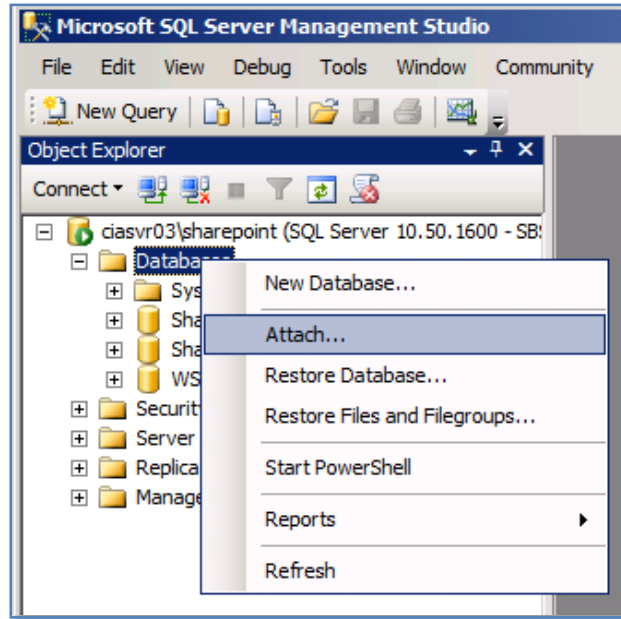 Microsoft SQL Server Management Studio
File Edit View Debug Tools Window Community
New Query
Object Explorer
Connect
ciasvr03\sharepoint (SQL Server 10.50.1600 - SBS
Databases
New Database...
Sys
Sha
Attach...
Sha
WS
Restore Database...
Securit
Restore Files and Filegroups...
Server
Replica
Start PowerShell
Manage
Reports
Refresh